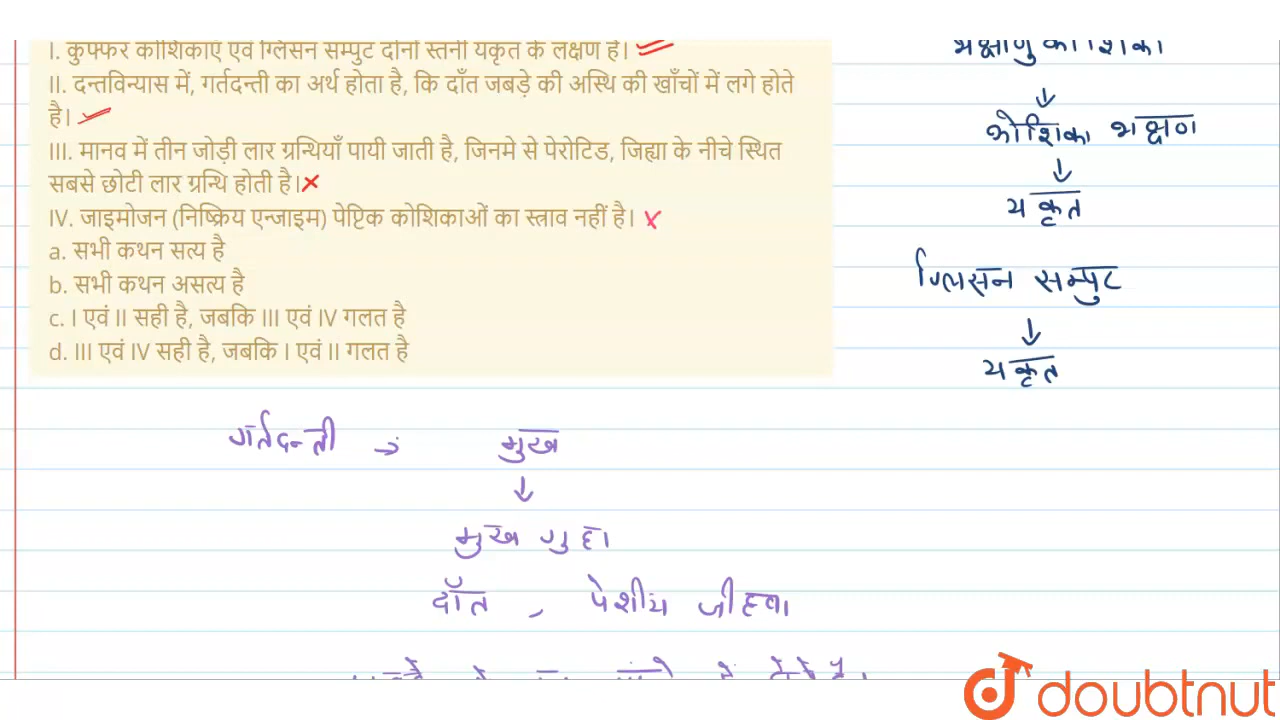 I. कुफ्फर कोशिकाएं एवं ग्लिसन सम्पुट दोनों स्तनी यकृत के लक्षण है।
II. दन्तविन्यास में, गर्तदन्ती का अर्थ होता है, कि दाँत जबड़े की अस्थि की खाँचों में लगे होते
है।
III. मानव में तीन जोड़ी लार ग्रन्थियाँ पायी जाती है, जिनमे से पेरोटिड, जिह्या के नीचे स्थित
सबसे छोटी लार ग्रन्थि होती है।
IV. जाइमोजन (निष्क्रिय एन्जाइम) पेप्टिक कोशिकाओं का स्त्राव नहीं है।
a. सभी कथन सत्य है
b. सभी कथन असत्य है
c. I एवं II सही है, जबकि III एवं IV गलत है
d. III एवं IV सही है, जबकि I एवं II गलत है
भक्षाणु कोशिका
↓
कोशिका भक्षण
↓
यकृत
ग्लिसन सम्पुट
↓
यकृत
गर्तदन्ती → मुख
↓
मुख गुहा
दाँत , पेशीय जीहवा
doubtnut